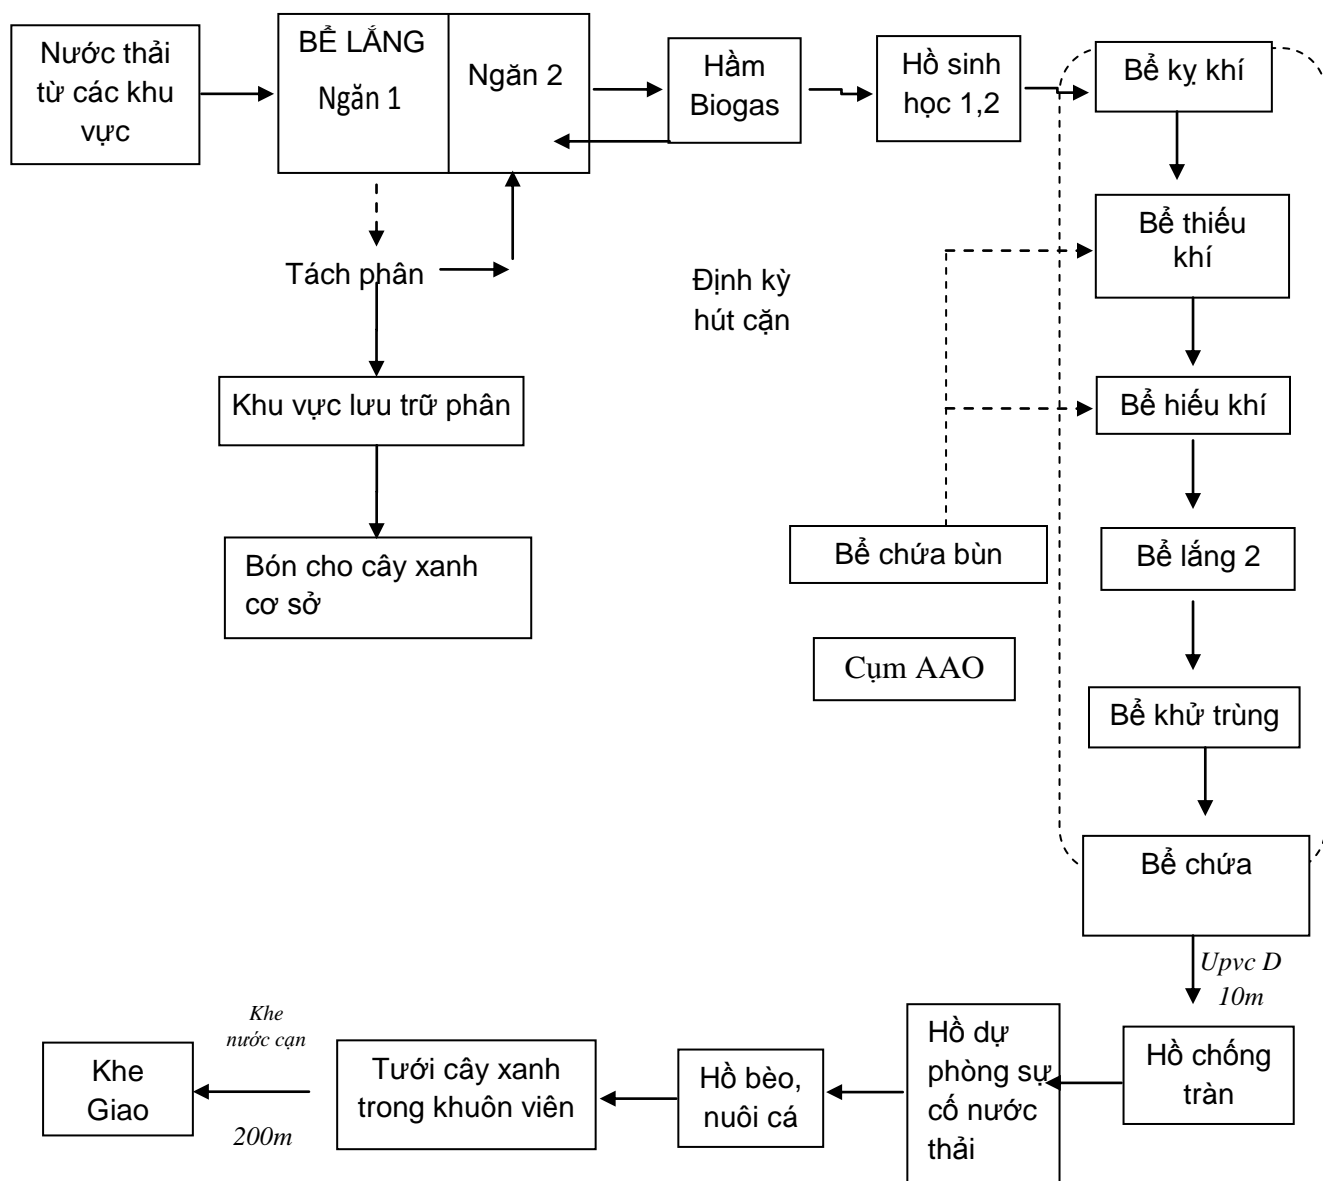 Nước thải
từ các khu
vực
BỂ LẮNG
Ngăn 1
Ngăn 2
Hầm
Biogas
Hồ sinh
học 1,2
Bể kỵ khí
Bể thiếu
khí
Tách phân
Định kỳ
hút cặn
Khu vực lưu trữ phân
Bể hiếu khí
Bón cho cây xanh
cơ sở
Bể chứa bùn
Bể lắng 2
Cụm AAO
Bể khử trùng
Bể chứa
Upvc D
10m
Hồ chống
tràn
Hồ dự
phòng sự
cố nước
thải
Hồ bèo,
nuôi cá
Tưới cây xanh
trong khuôn viên
Khe
nước cạn
200m
Khe
Giao